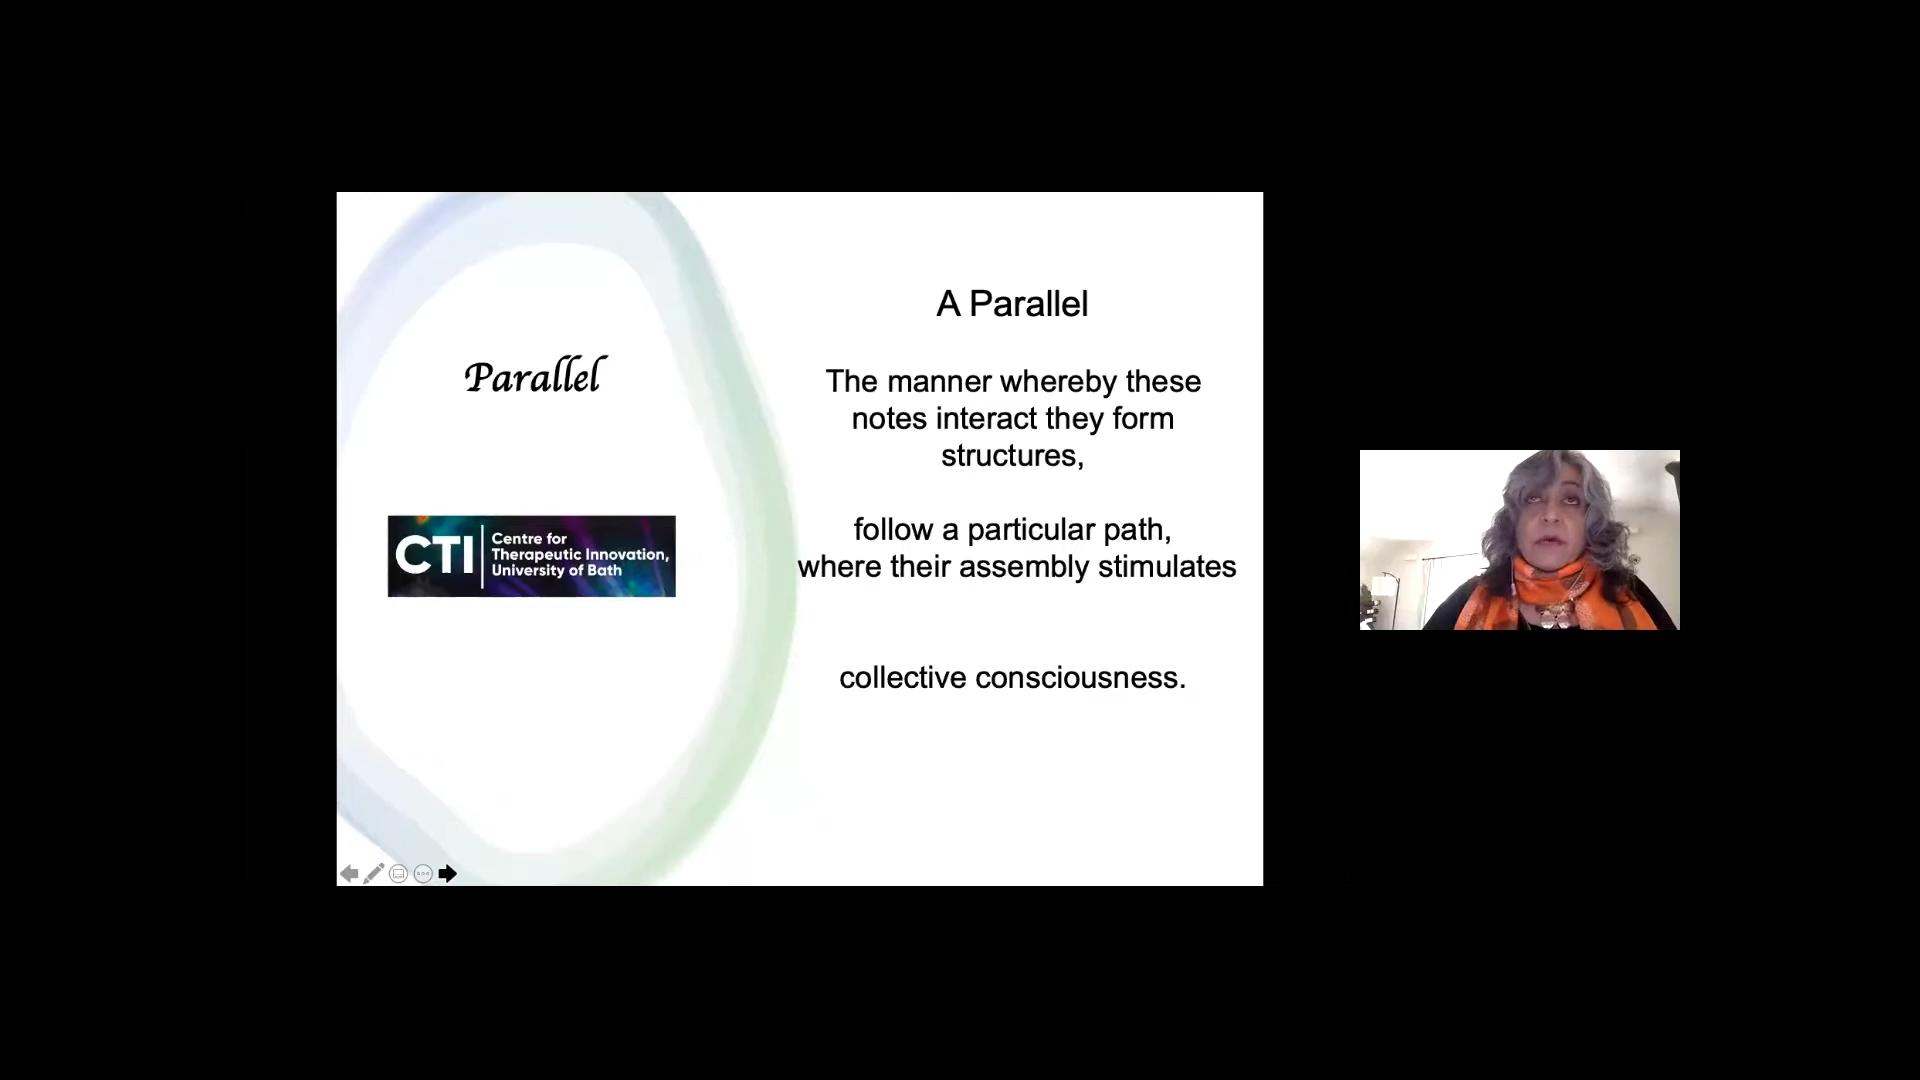 Parallel
CTI
Centre for
Therapeutic Innovation,
University of Bath
A Parallel
The manner whereby these
notes interact they form
structures,
follow a particular path,
where their assembly stimulates
collective consciousness.